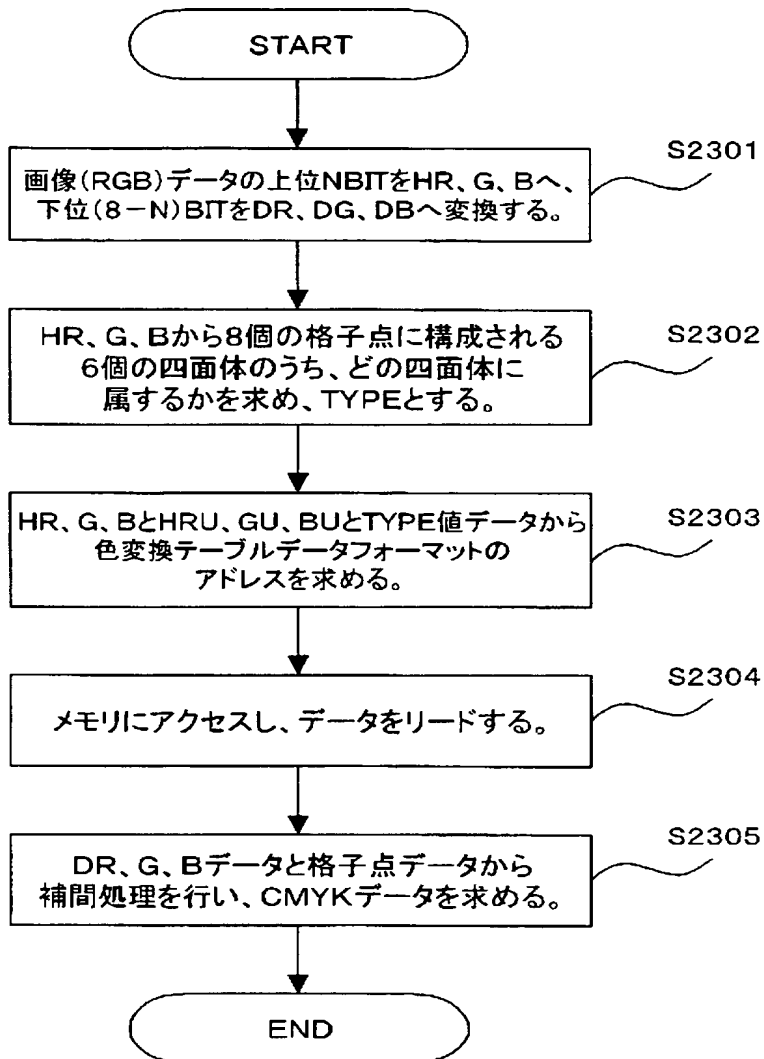 START
S2301
画像(RGB)データの上位NBITをHR、G、Bへ、
下位(8－N)BITをDR、DG、DBへ変換する。
S2302
HR、G、Bから8個の格子点に構成される
6個の四面体のうち、どの四面体に
属するかを求め、TYPEとする。
S2303
HR、G、BとHRU、GU、BUとTYPE値データから
色変換テーブルデータフォーマットの
アドレスを求める。
S2304
メモリにアクセスし、データをリードする。
S2305
DR、G、Bデータと格子点データから
補間処理を行い、CMYKデータを求める。
END